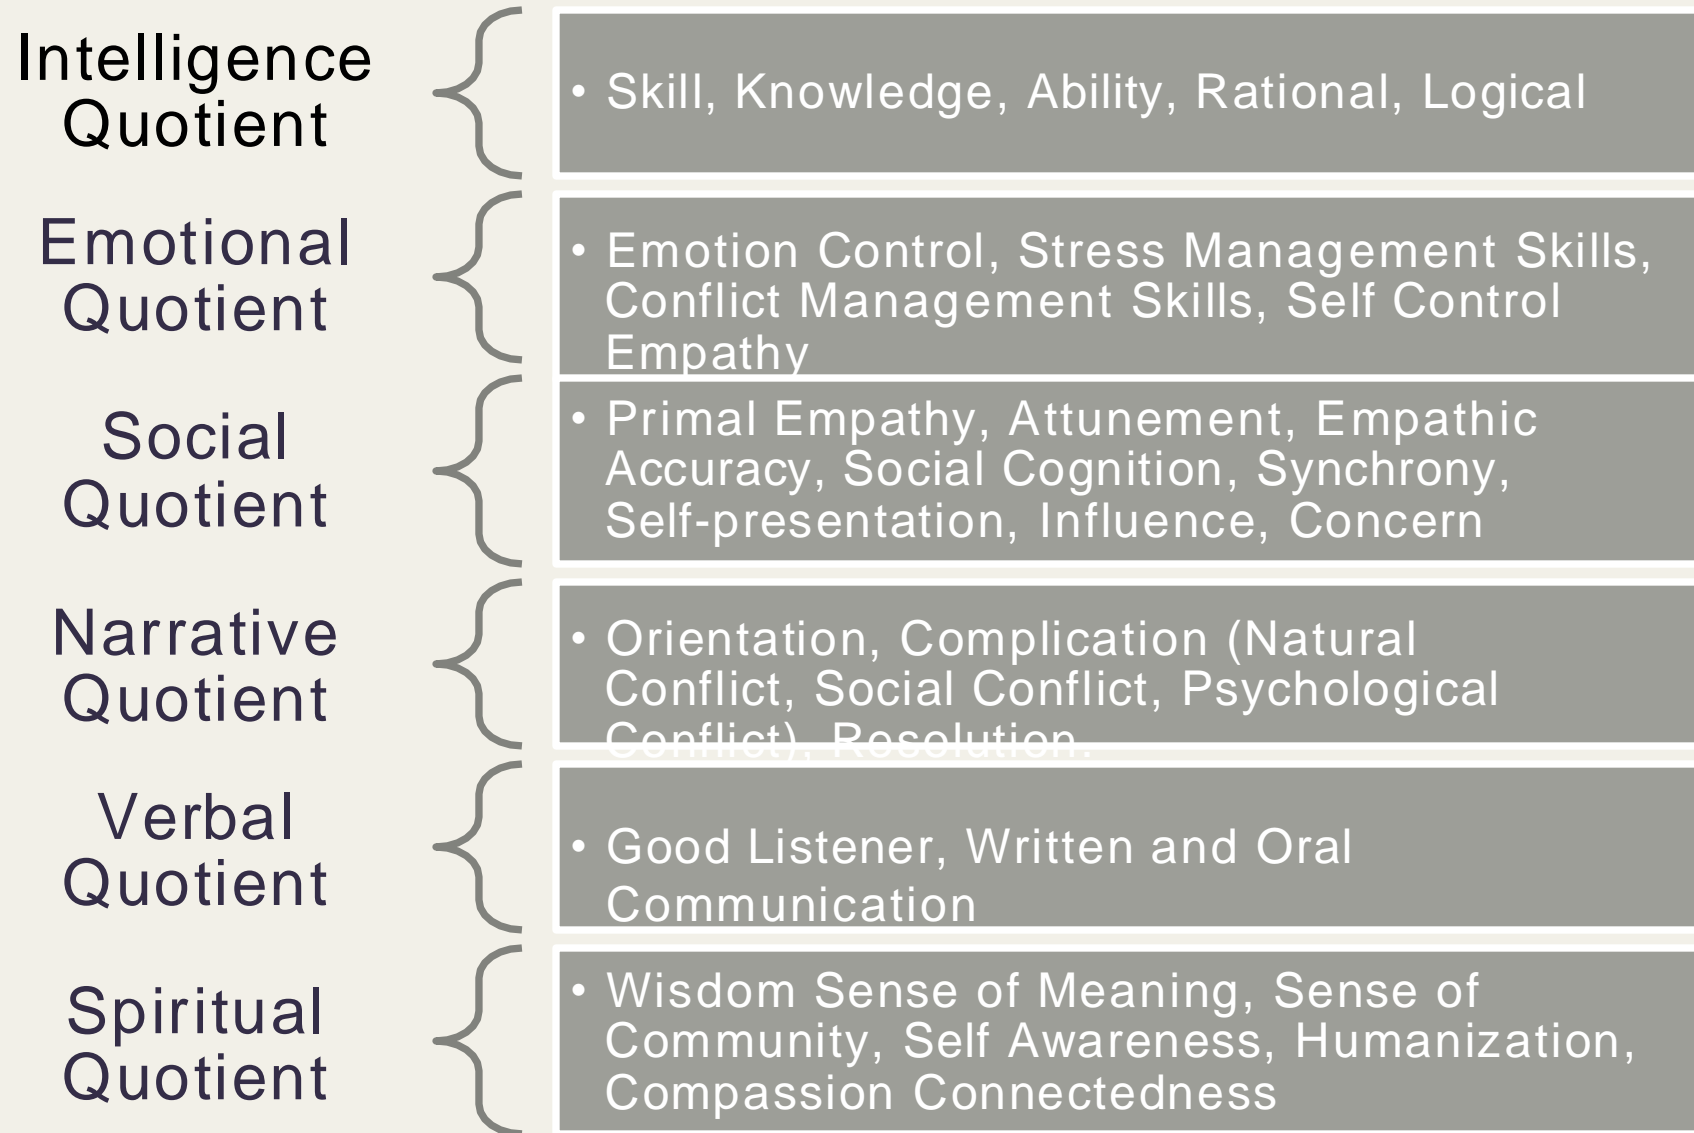 Intelligence
Quotient
• Skill, Knowledge, Ability, Rational, Logical
Emotional
Quotient
• Emotion Control, Stress Management Skills,
Conflict Management Skills, Self Control
Empathy
Social
Quotient
• Primal Empathy, Attunement, Empathic
Accuracy, Social Cognition, Synchrony,
Self-presentation, Influence, Concern
Narrative
Quotient
• Orientation, Complication (Natural
Conflict, Social Conflict, Psychological
Conflict), Resolution.
Verbal
Quotient
• Good Listener, Written and Oral
Communication
Spiritual
Quotient
• Wisdom Sense of Meaning, Sense of
Community, Self Awareness, Humanization,
Compassion Connectedness